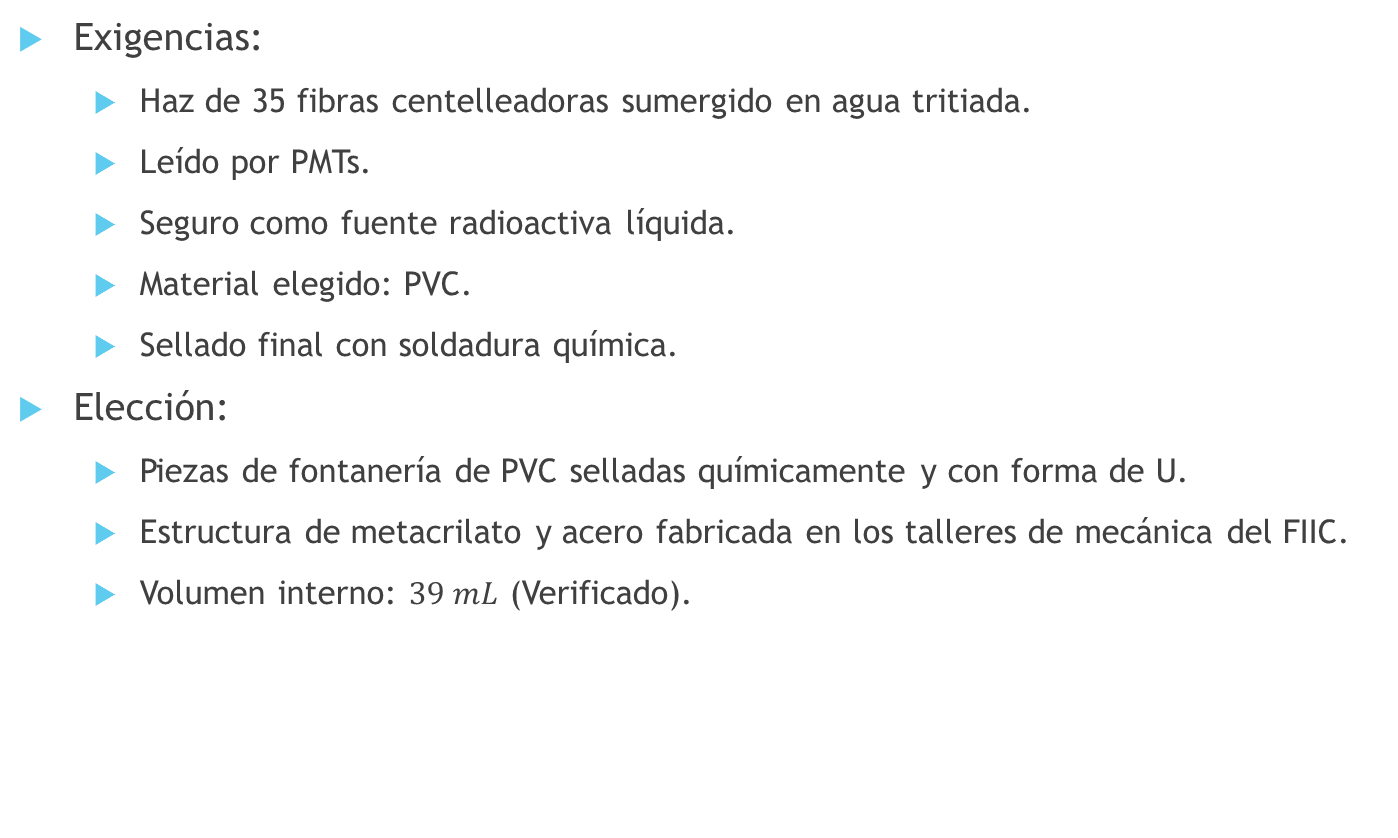 Exigencias:
Haz de 35 fibras centelleadoras sumergido en agua tritiada.
Leído por PMTs.
Seguro como fuente radioactiva líquida.
Material elegido: PVC.
Sellado final con soldadura química.
Elección:
Piezas de fontanería de PVC selladas químicamente y con forma de U.
Estructura de metacrilato y acero fabricada en los talleres de mecánica del FIIC.
Volumen interno: 39 mL (Verificado).